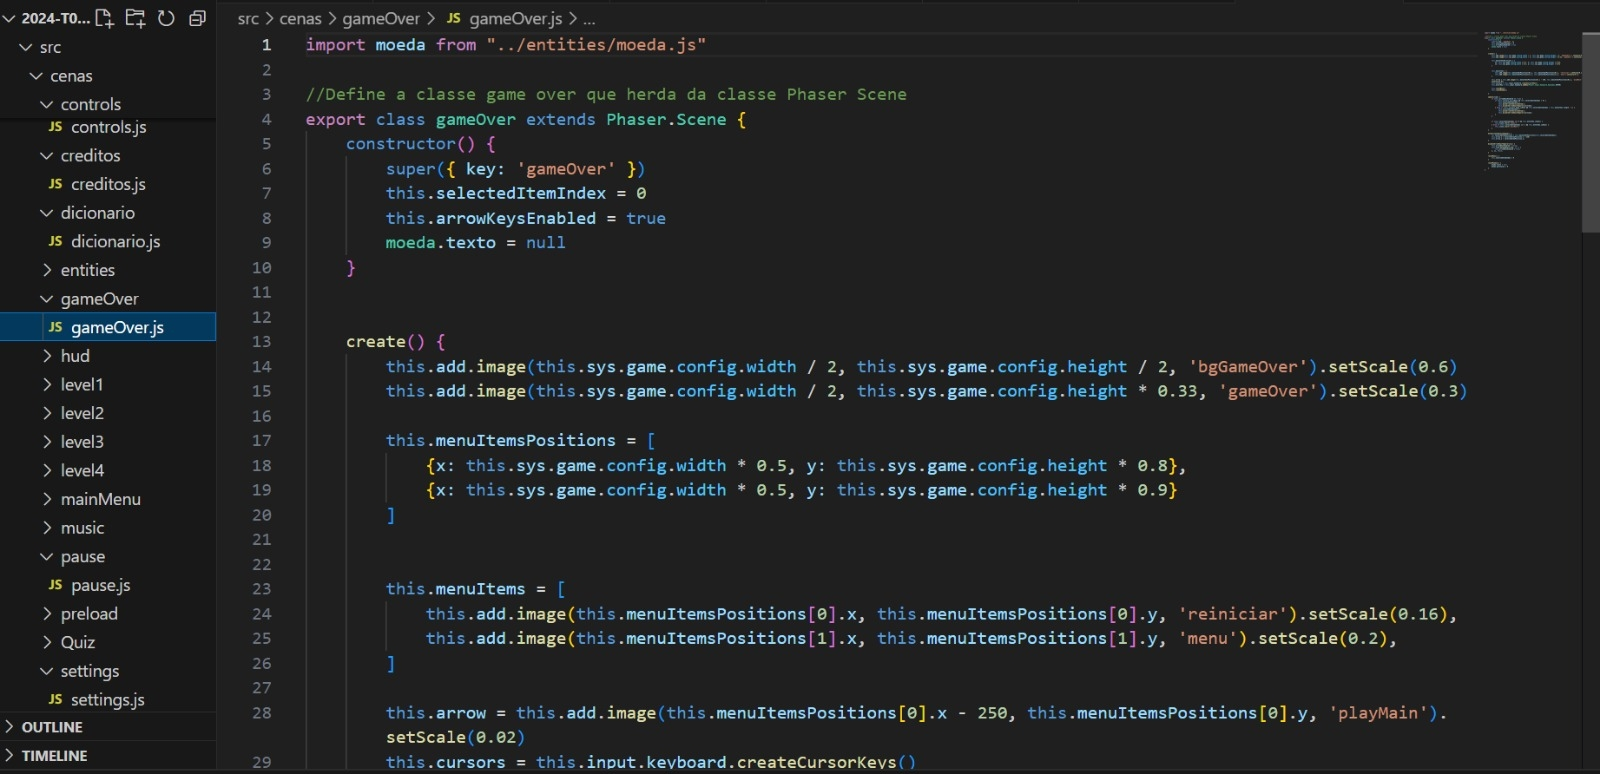 2024-T0...
src
cenas
controls
JS controls.js
creditos
JS creditos.js
dicionario
JS dicionario.js
entities
gameOver
JS gameOver.js
hud
level1
level2
level3
level4
mainMenu
music
pause
JS pause.js
preload
Quiz
settings
JS settings.js
OUTLINE
TIMELINE
src > cenas > gameOver > JS gameOver.js > ...
1 import moeda from "../entities/moeda.js"
2
3 //Define a classe game over que herda da classe Phaser Scene
4 export class gameOver extends Phaser.Scene {
5 constructor() {
6 super({ key: 'gameOver' })
7 this.selectedItemIndex = 0
8 this.arrowKeysEnabled = true
9 moeda.texto = null
10 }
11
12
13 create() {
14 this.add.image(this.sys.game.config.width / 2, this.sys.game.config.height / 2, 'bgGameOver').setScale(0.6)
15 this.add.image(this.sys.game.config.width / 2, this.sys.game.config.height * 0.33, 'gameOver').setScale(0.3)
16
17 this.menuItemsPositions = [
18 {x: this.sys.game.config.width * 0.5, y: this.sys.game.config.height * 0.8},
19 {x: this.sys.game.config.width * 0.5, y: this.sys.game.config.height * 0.9}
20 ]
21
22
23 this.menuItems = [
24 this.add.image(this.menuItemsPositions[0].x, this.menuItemsPositions[0].y, 'reiniciar').setScale(0.16),
25 this.add.image(this.menuItemsPositions[1].x, this.menuItemsPositions[1].y, 'menu').setScale(0.2),
26 ]
27
28 this.arrow = this.add.image(this.menuItemsPositions[0].x - 250, this.menuItemsPositions[0].y, 'playMain').
setScale(0.02)
29 this.cursors = this.input.keyboard.createCursorKeys()